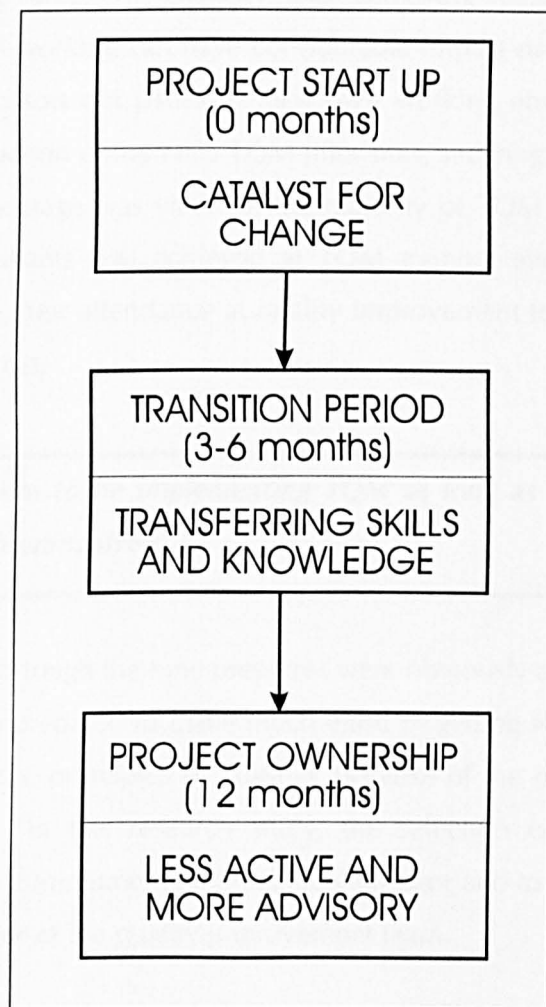 PROJECT START UP
(0 months)
CATALYST FOR
CHANGE
TRANSITION PERIOD
(3-6 months)
TRANSFERRING SKILLS
AND KNOWLEDGE
PROJECT OWNERSHIP
(12 months)
LESS ACTIVE AND
MORE ADVISORY